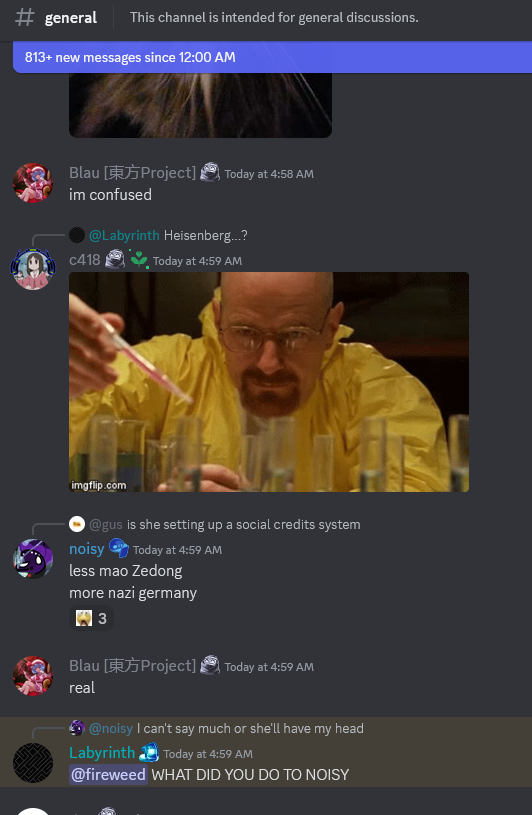 # general
This channel is intended for general discussions.
813+ new messages since 12:00 AM
Blau [東方Project] Today at 4:58 AM
im confused
@Labyrinth Heisenberg...?
c418 Today at 4:59 AM
imgflip.com
@gus is she setting up a social credits system
noisy Today at 4:59 AM
less mao Zedong
more nazi germany
3
Blau [東方Project] Today at 4:59 AM
real
@noisy I can't say much or she'll have my head
Labyrinth Today at 4:59 AM
@fireweed WHAT DID YOU DO TO NOISY